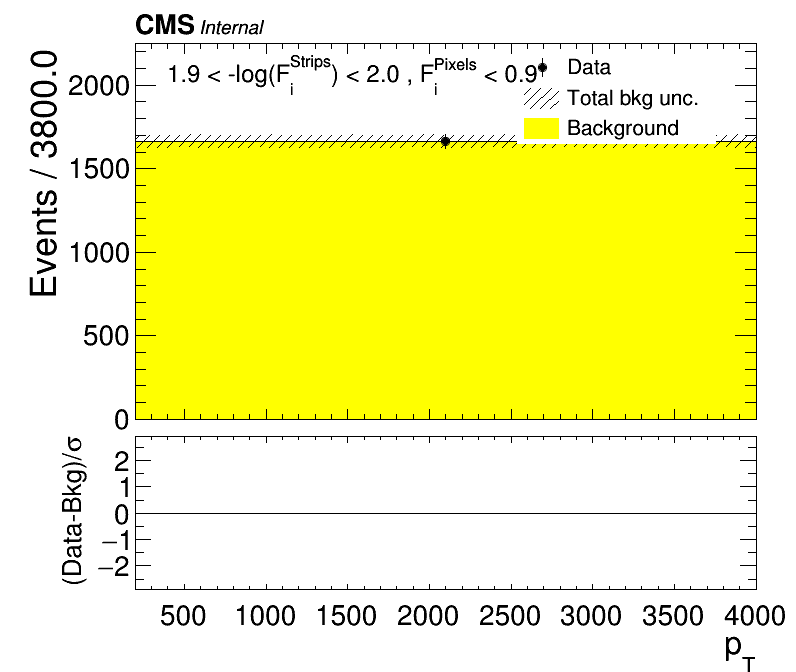 CMS Internal
1.9 < -log(F_i^Strips) < 2.0 , F_i^Pixels < 0.9
Data
Total bkg unc.
Background
Events / 3800.0
2000
1500
1000
500
0
(Data-Bkg)/σ
2
1
0
−1
−2
500 1000 1500 2000 2500 3000 3500 4000
p_T